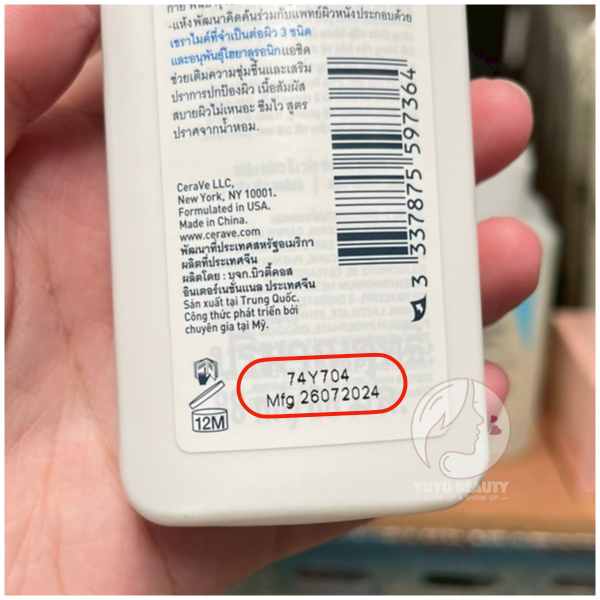 -แห้ง พัฒนาคิดค้นร่วมกับแพทย์ผิวหนัง ประกอบด้วย
เซราไมด์ที่จำเป็นต่อผิว 3 ชนิด
และอนุพันธุ์ไฮยาลูรอนิกแอซิด
ช่วยเติมความชุ่มชื้นและเสริม
ปราการปกป้องผิว เนื้อสัมผัส
สบายผิวไม่เหนอะ ซึมไว สูตร
ปราศจากน้ำหอม.
CeraVe LLC,
New York, NY 10001.
Formulated in USA.
Made in China.
www.cerave.com
พัฒนาที่ประเทศสหรัฐอเมริกา
ผลิตที่ประเทศจีน
ผลิตโดย : บจก.บิวตี้คอส
อินเตอร์เนชั่นแนล ประเทศจีน
Sản xuất tại Trung Quốc.
Công thức phát triển bởi
chuyên gia tại Mỹ.
3 337875 597364
74Y704
Mfg 26072024
12M
YUYU BEAUTY